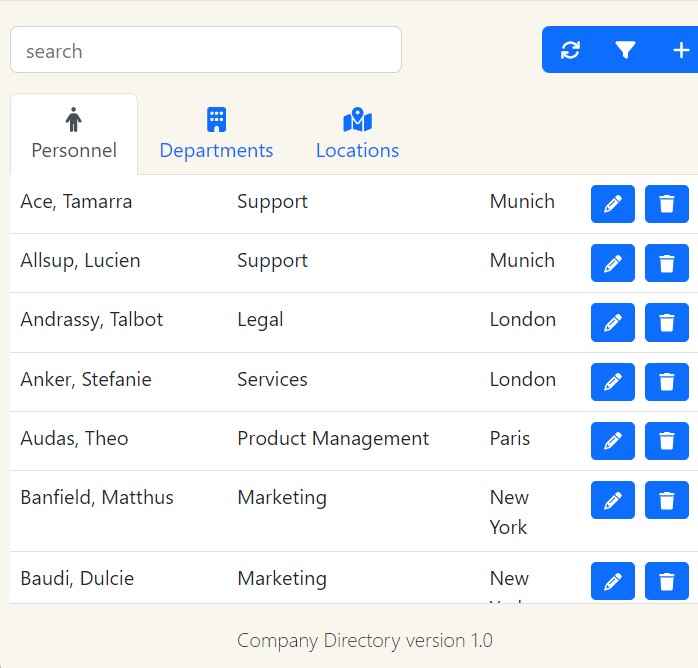 search
Personnel Departments Locations
Ace, Tamarra Support Munich
Allsup, Lucien Support Munich
Andrassy, Talbot Legal London
Anker, Stefanie Services London
Audas, Theo Product Management Paris
Banfield, Matthus Marketing New
York
Baudi, Dulcie Marketing New
Company Directory version 1.0